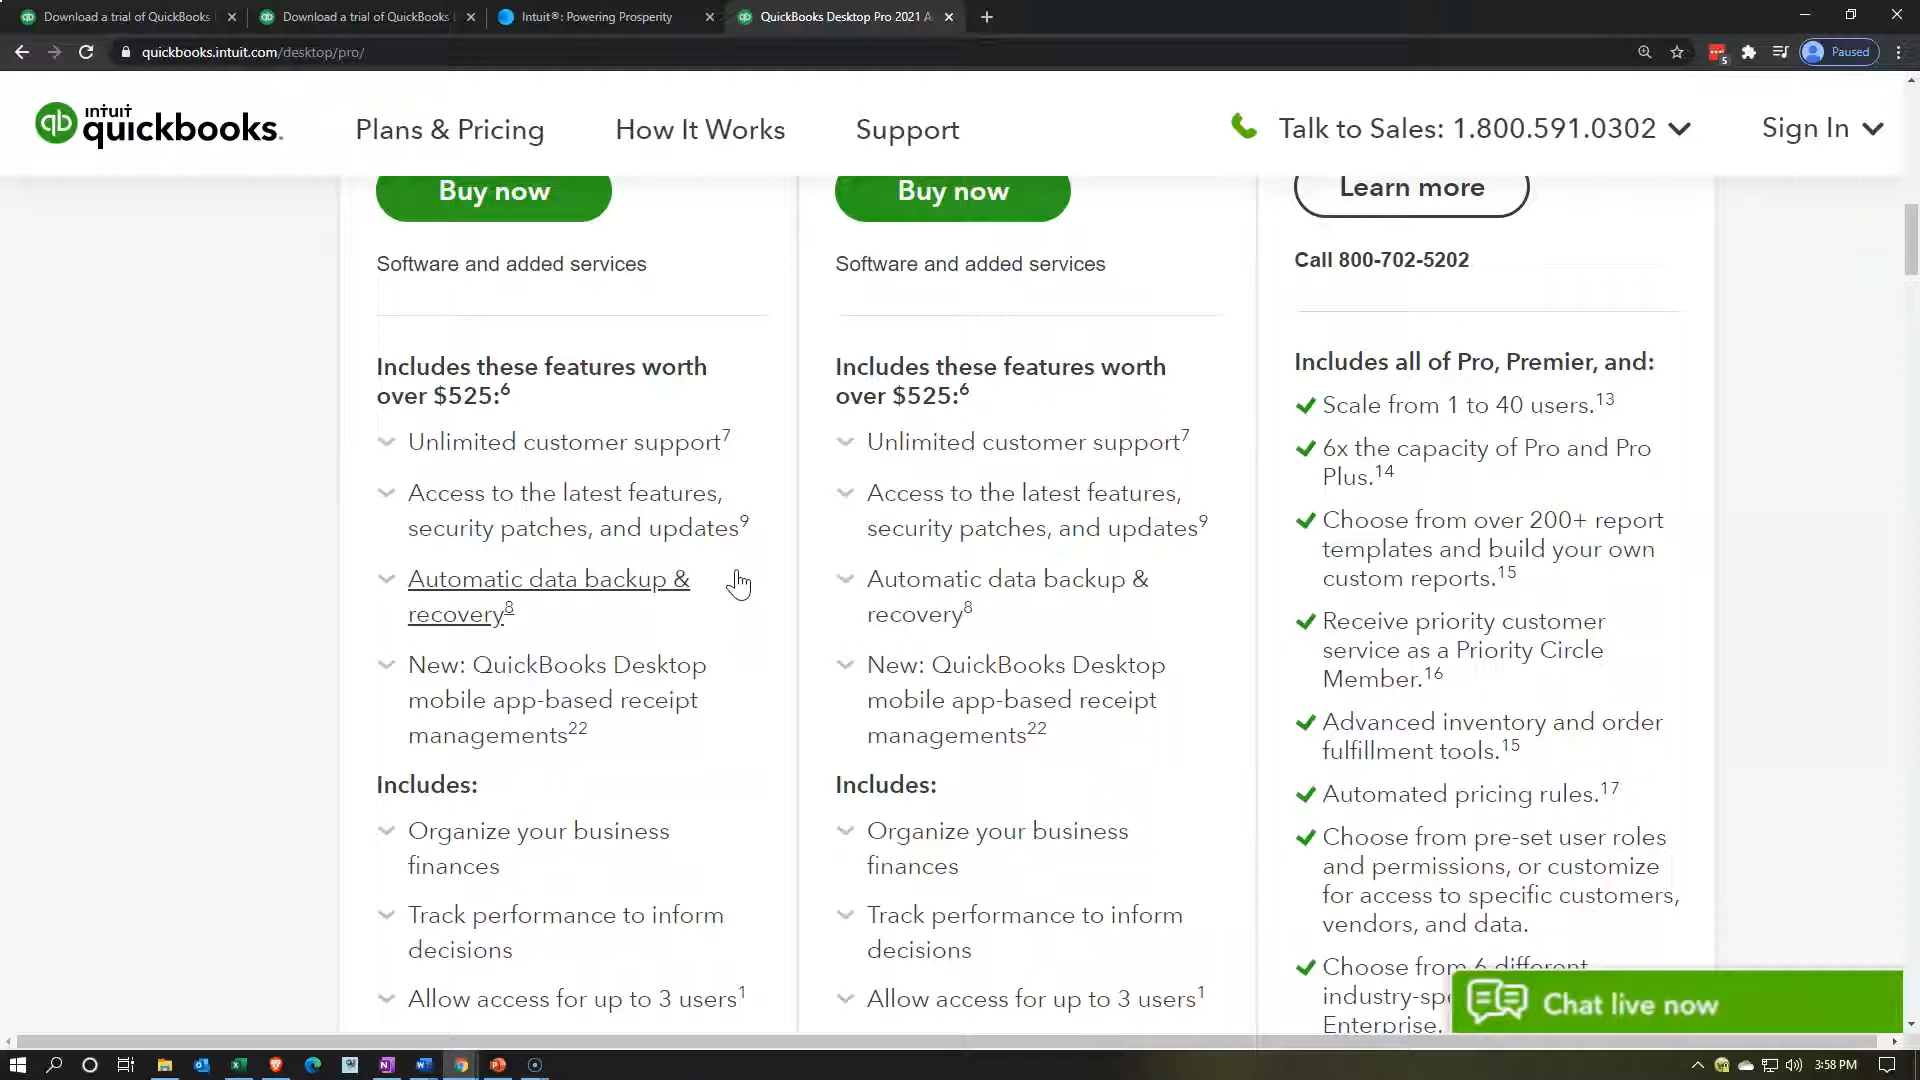 Download a trial of QuickBooks
Download a trial of QuickBooks
Intuit®: Powering Prosperity
QuickBooks Desktop Pro 2021 A
quickbooks.intuit.com/desktop/pro/
5
Paused
intuit
quickbooks.
qb
Plans & Pricing
How It Works
Support
Talk to Sales: 1.800.591.0302
Sign In
Buy now
Software and added services
Includes these features worth
over $525:6
Unlimited customer support7
Access to the latest features,
security patches, and updates9
Automatic data backup &
recovery8
New: QuickBooks Desktop
mobile app-based receipt
managements22
Includes:
Organize your business
finances
Track performance to inform
decisions
Allow access for up to 3 users1
Buy now
Software and added services
Includes these features worth
over $525:6
Unlimited customer support7
Access to the latest features,
security patches, and updates9
Automatic data backup &
recovery8
New: QuickBooks Desktop
mobile app-based receipt
managements22
Includes:
Organize your business
finances
Track performance to inform
decisions
Allow access for up to 3 users1
Learn more
Call 800-702-5202
Includes all of Pro, Premier, and:
Scale from 1 to 40 users.13
6x the capacity of Pro and Pro
Plus.14
Choose from over 200+ report
templates and build your own
custom reports.15
Receive priority customer
service as a Priority Circle
Member.16
Advanced inventory and order
fulfillment tools.15
Automated pricing rules.17
Choose from pre-set user roles
and permissions, or customize
for access to specific customers,
vendors, and data.
Choose from 6 different
industry-spe
Enterprise.
Chat live now
3:58 PM